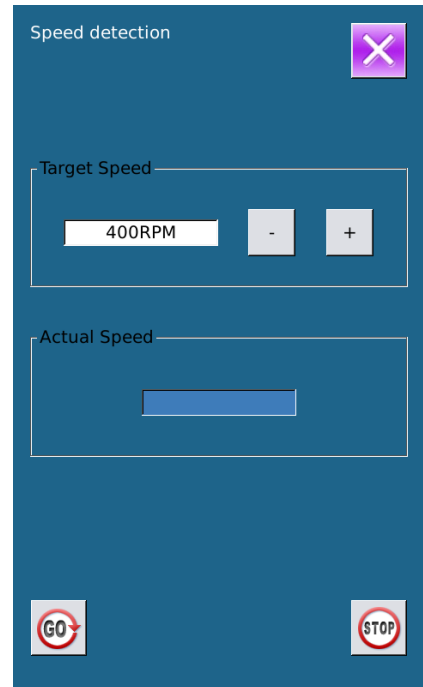 Speed detection
Target Speed
400RPM
-
+
Actual Speed
GO
STOP